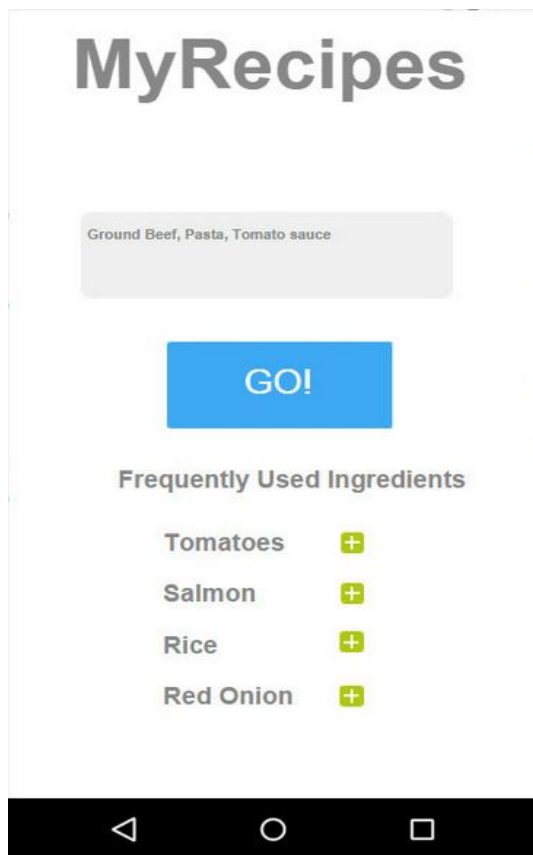 MyRecipes
Ground Beef, Pasta, Tomato sauce
GO!
Frequently Used Ingredients
Tomatoes
Salmon
Rice
Red Onion